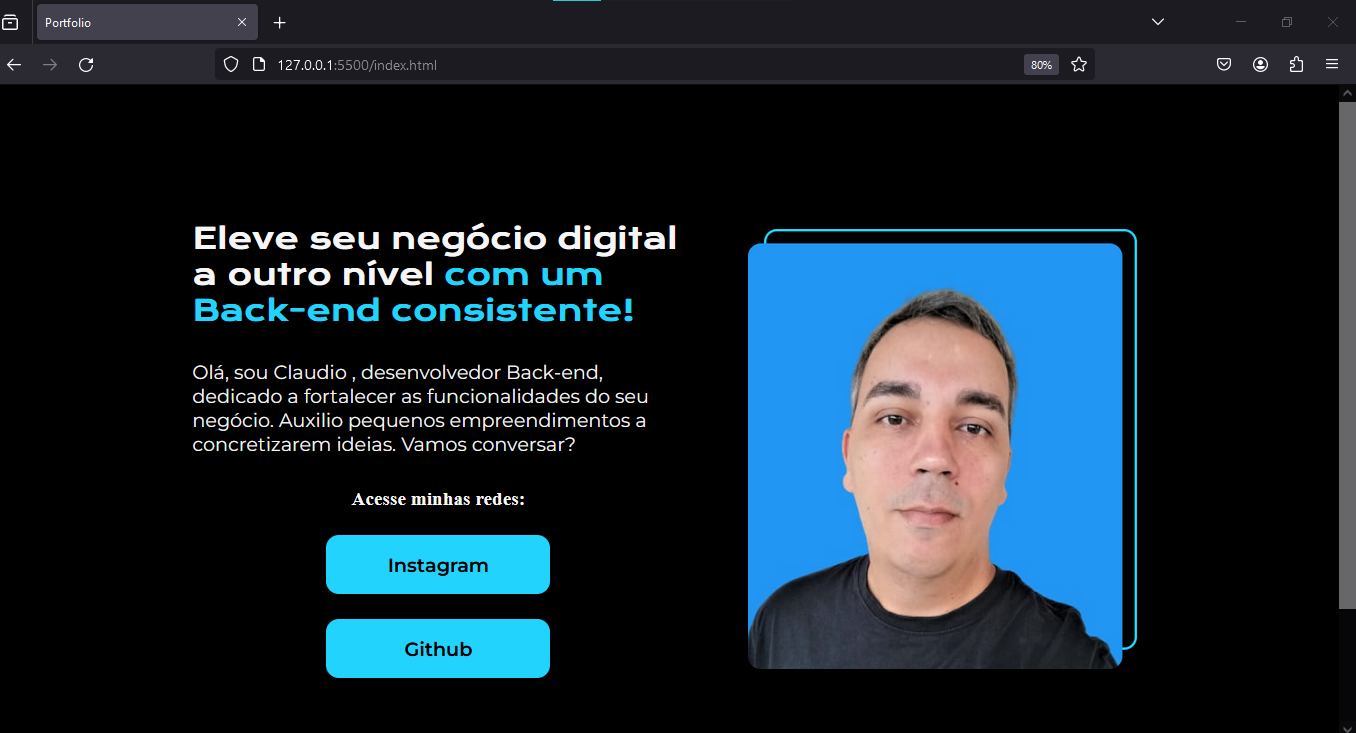 Portfolio
127.0.0.1:5500/index.html
80%
Eleve seu negócio digital
a outro nível com um
Back-end consistente!
Olá, sou Claudio , desenvolvedor Back-end,
dedicado a fortalecer as funcionalidades do seu
negócio. Auxilio pequenos empreendimentos a
concretizarem ideias. Vamos conversar?
Acesse minhas redes:
Instagram
Github